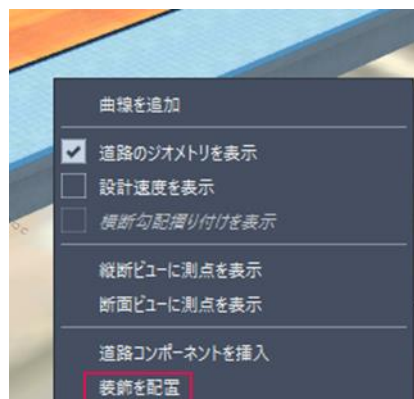 曲線を追加
道路のジオメトリを表示
設計速度を表示
横断勾配摺り付けを表示
縦断ビューに測点を表示
断面ビューに測点を表示
道路コンポーネントを挿入
装飾を配置